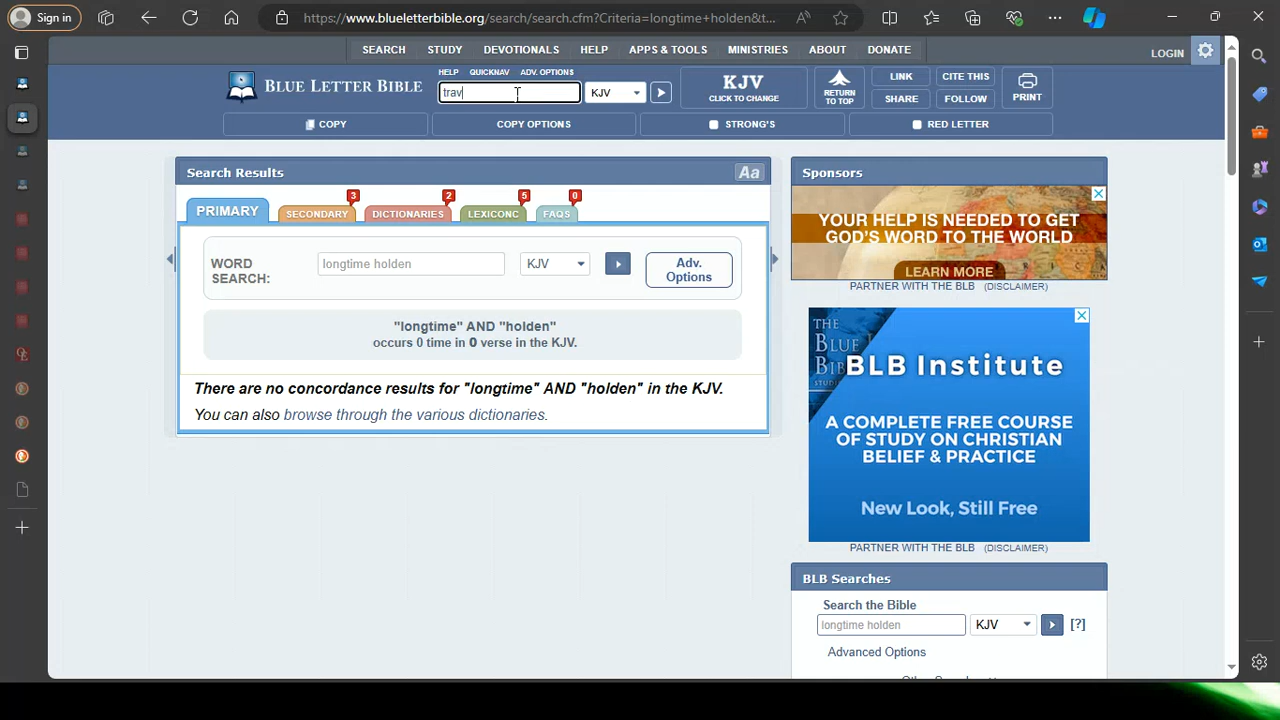 Sign in
https://www.blueletterbible.org/search/search.cfm?Criteria=longtime+holden&t...
SEARCH STUDY DEVOTIONALS HELP APPS & TOOLS MINISTRIES ABOUT DONATE
LOGIN
HELP QUICKNAV ADV. OPTIONS
BLUE LETTER BIBLE
trav
KJV
KJV
CLICK TO CHANGE
RETURN
TO TOP
LINK
CITE THIS
SHARE
FOLLOW
PRINT
COPY
COPY OPTIONS
STRONG'S
RED LETTER
Search Results
Aa
3
2
5
0
PRIMARY
SECONDARY
DICTIONARIES
LEXICONC
FAQS
WORD
SEARCH:
longtime holden
KJV
Adv.
Options
"longtime" AND "holden"
occurs 0 time in 0 verse in the KJV.
There are no concordance results for "longtime" AND "holden" in the KJV.
You can also browse through the various dictionaries.
Sponsors
YOUR HELP IS NEEDED TO GET
GOD'S WORD TO THE WORLD
LEARN MORE
PARTNER WITH THE BLB (DISCLAIMER)
THE
BLUE
BLB Institute
A COMPLETE FREE COURSE
OF STUDY ON CHRISTIAN
BELIEF & PRACTICE
New Look, Still Free
PARTNER WITH THE BLB (DISCLAIMER)
BLB Searches
Search the Bible
longtime holden
KJV
[?]
Advanced Options